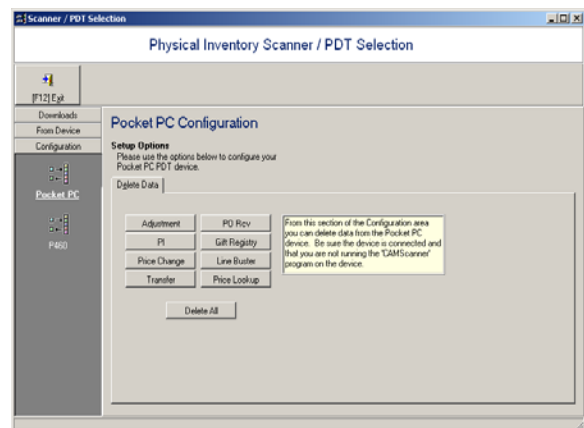 Scanner / PDT Selection
Physical Inventory Scanner / PDT Selection
[F12] Exit
Downloads
From Device
Configuration
Pocket PC
P460
Pocket PC Configuration
Setup Options
Please use the options below to configure your
Pocket PC PDT device.
Delete Data
Adjustment
PO Rcv
PI
Gift Registry
Price Change
Line Buster
Transfer
Price Lookup
Delete All
From this section of the Configuration area
you can delete data from the Pocket PC
device. Be sure the device is connected and
that you are not running the "CAMScanner"
program on the device.